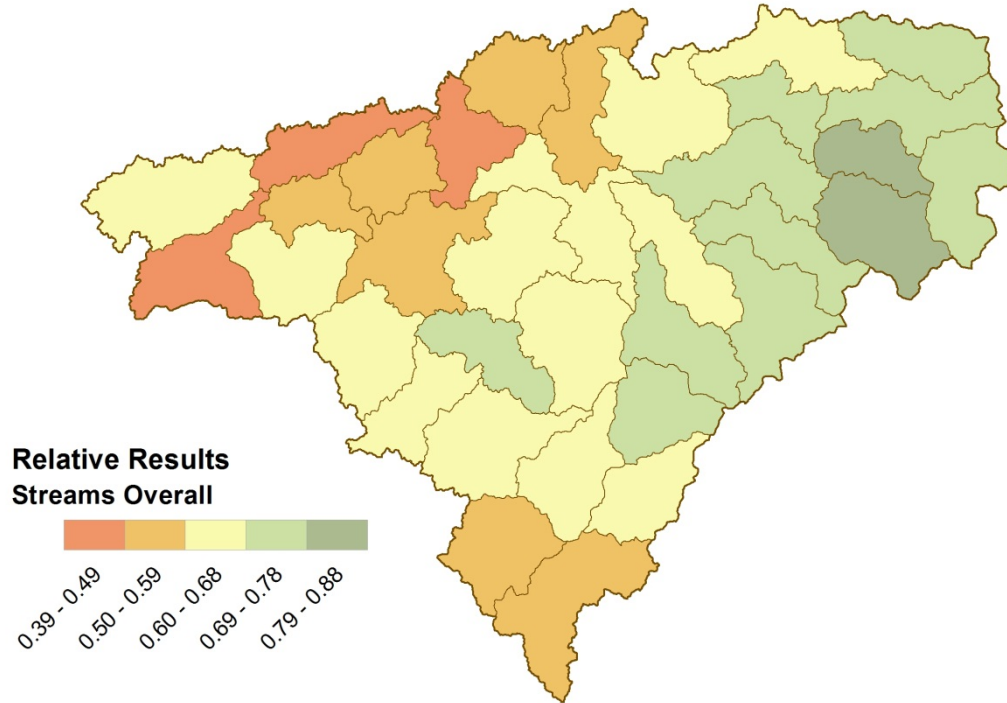 Relative Results
Streams Overall
0.39 - 0.49
0.50 - 0.59
0.60 - 0.68
0.69 - 0.78
0.79 - 0.88